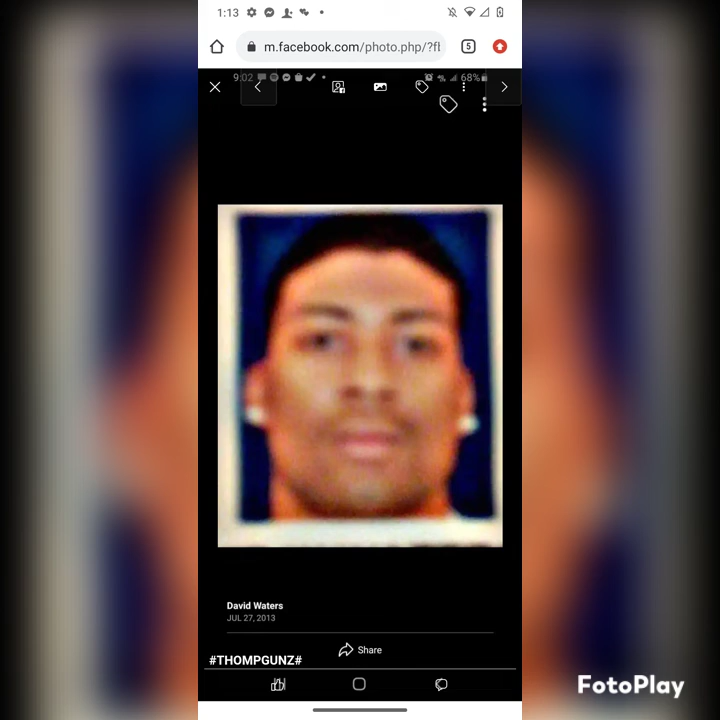 1:13
m.facebook.com/photo.php/?fl
5
9:02
68%
David Waters
JUL 27, 2013
Share
#THOMPGUNZ#
FotoPlay